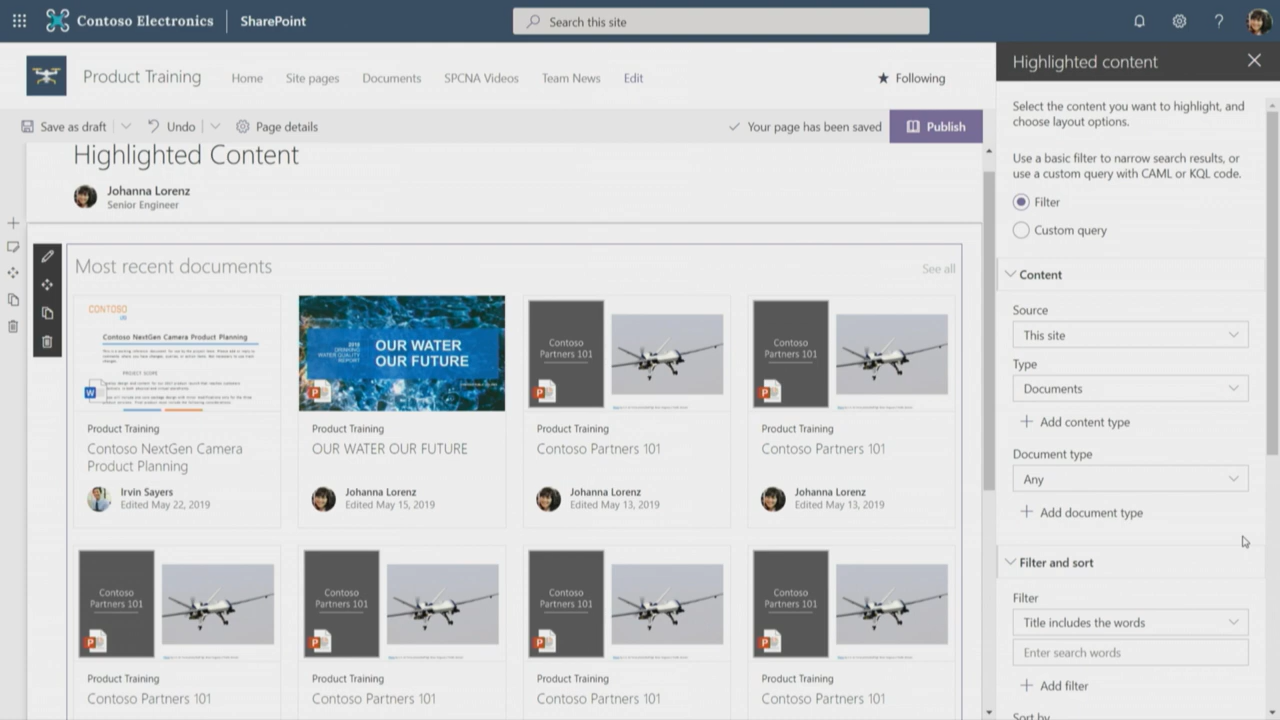 Contoso Electronics
SharePoint
Search this site
?
Product Training
Home
Site pages
Documents
SPCNA Videos
Team News
Edit
Following
Save as draft
Undo
Page details
Your page has been saved
Publish
Highlighted Content
Johanna Lorenz
Senior Engineer
Most recent documents
See all
CONTOSO
Contoso NextGen Camera Product Planning
PROJECT SCOPE
W
Product Training
Contoso NextGen Camera
Product Planning
Irvin Sayers
Edited May 22, 2019
2018
DRINKING
WATER QUALITY
REPORT
OUR WATER
OUR FUTURE
P
Product Training
OUR WATER OUR FUTURE
Johanna Lorenz
Edited May 15, 2019
Contoso
Partners 101
P
Product Training
Contoso Partners 101
Johanna Lorenz
Edited May 13, 2019
Contoso
Partners 101
P
Product Training
Contoso Partners 101
Johanna Lorenz
Edited May 13, 2019
Contoso
Partners 101
P
Product Training
Contoso Partners 101
Contoso
Partners 101
P
Product Training
Contoso Partners 101
Contoso
Partners 101
P
Product Training
Contoso Partners 101
Contoso
Partners 101
P
Product Training
Contoso Partners 101
Highlighted content
Select the content you want to highlight, and
choose layout options.
Use a basic filter to narrow search results, or
use a custom query with CAML or KQL code.
Filter
Custom query
Content
Source
This site
Type
Documents
Add content type
Document type
Any
Add document type
Filter and sort
Filter
Title includes the words
Enter search words
Add filter
Sort by